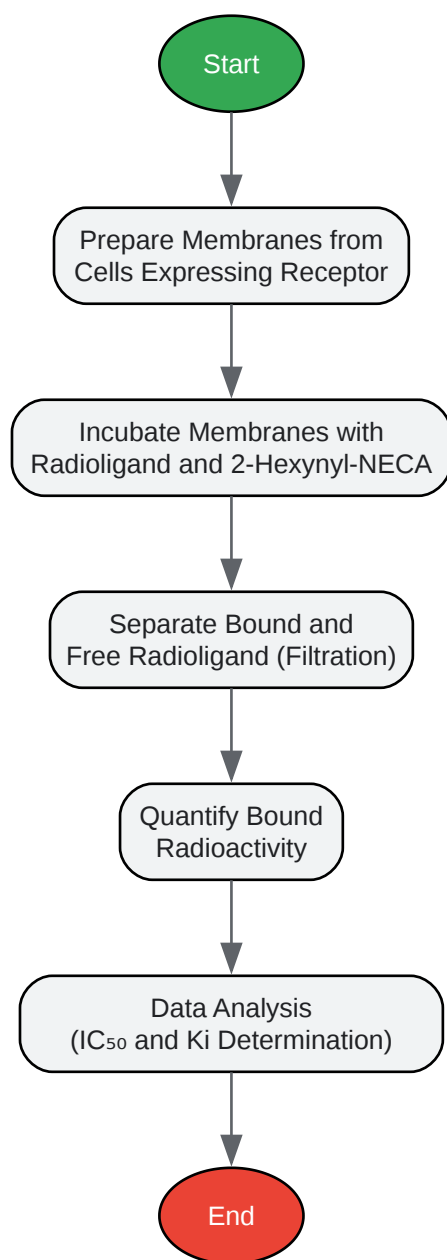 Start
Prepare Membranes from
Cells Expressing Receptor
Incubate Membranes with
Radioligand and 2-Hexynyl-NECA
Separate Bound and
Free Radioligand (Filtration)
Quantify Bound
Radioactivity
Data Analysis
(IC₅₀ and Ki Determination)
End